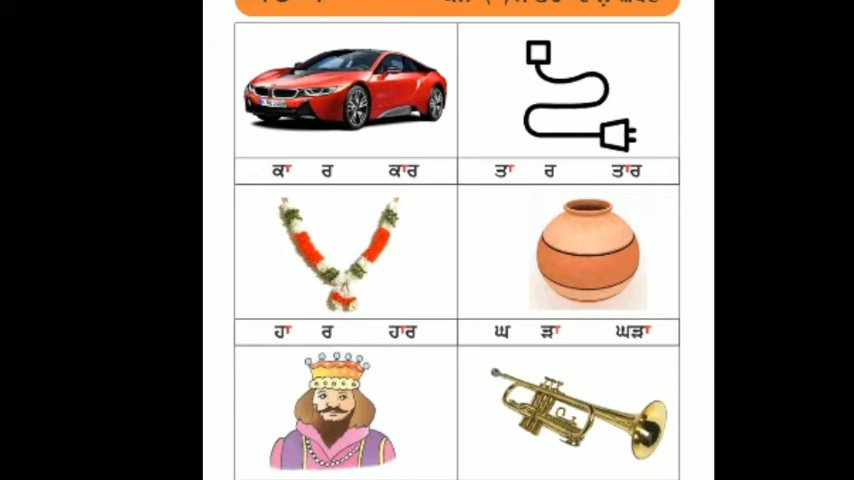 ਕਾ ਰ ਕਾਰ
ਤਾ ਰ ਤਾਰ
ਹਾ ਰ ਹਾਰ
ਘ ੜਾ ਘੜਾ